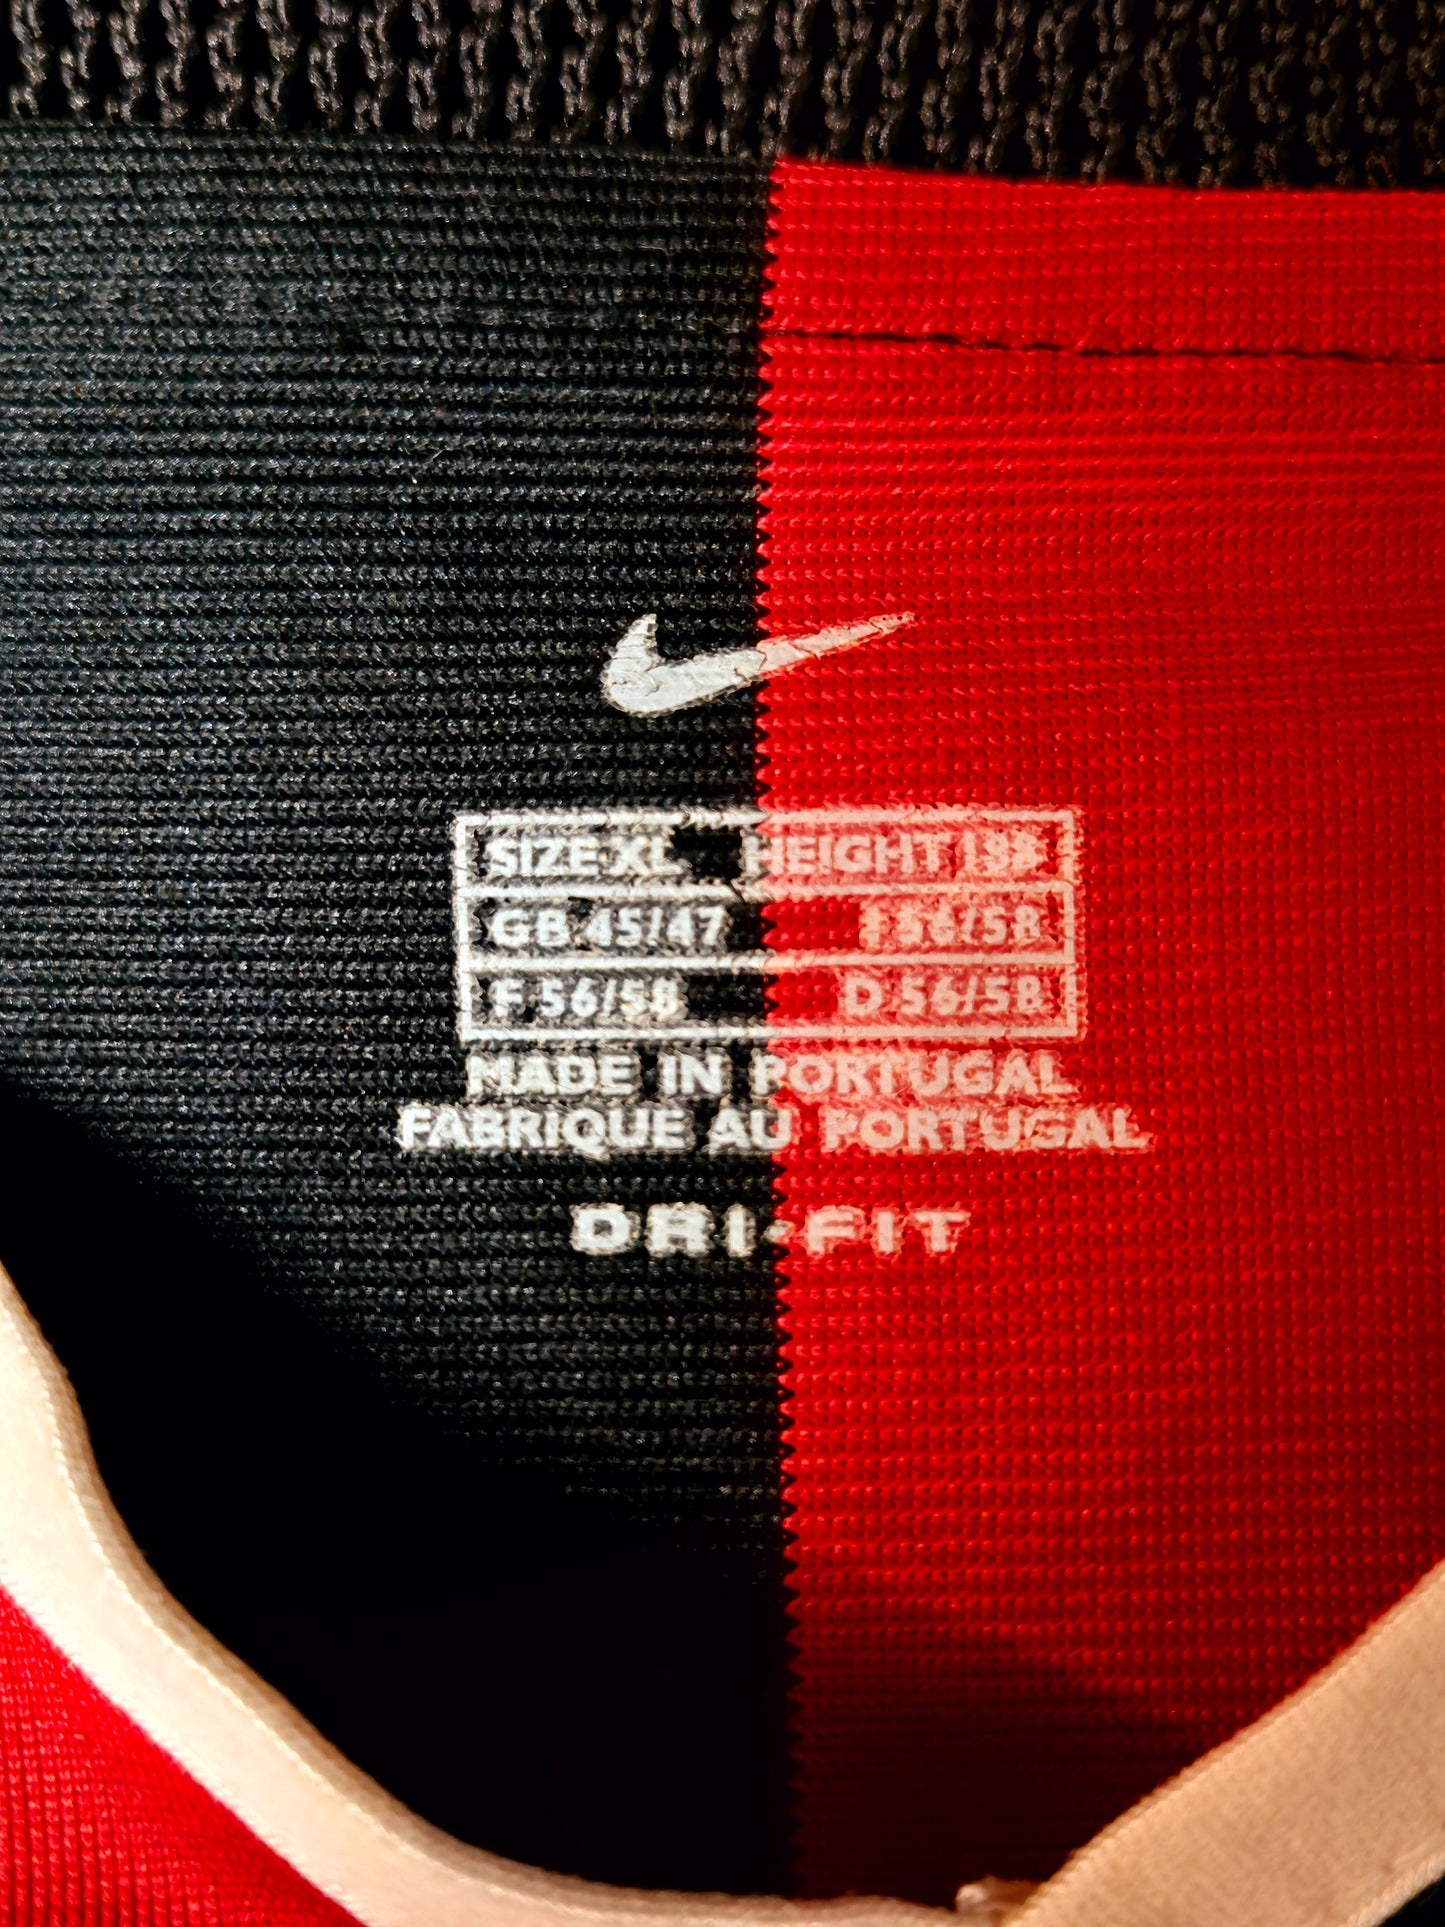 SIZE XL HEIGHT 198
GB 45/47 I 56/58
F 56/58 D 56/58
MADE IN PORTUGAL
FABRIQUE AU PORTUGAL
DRI-FIT